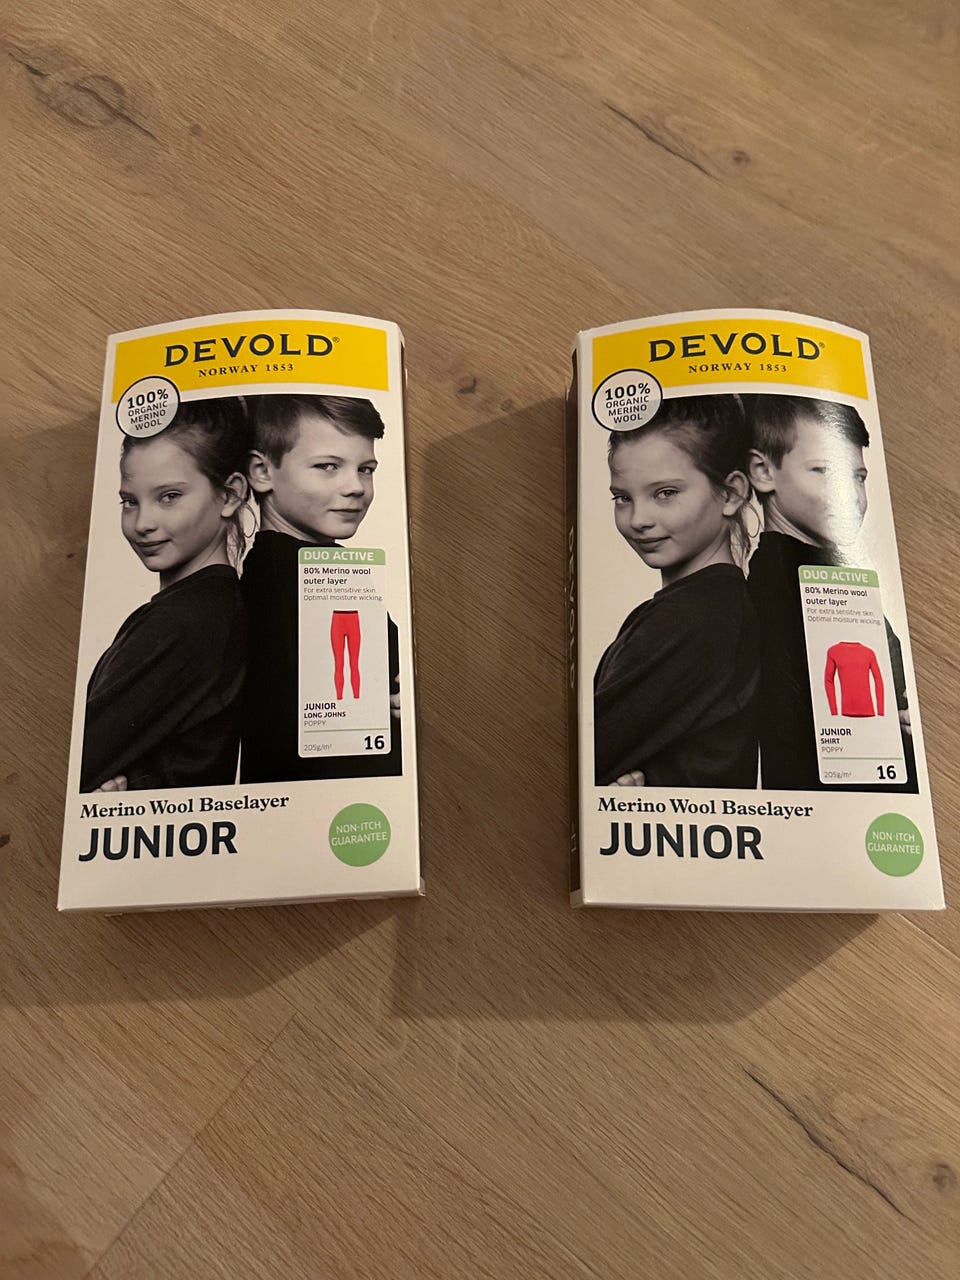 DEVOLD®
NORWAY 1853
100%
ORGANIC
MERINO
WOOL
DUO ACTIVE
80% Merino wool
outer layer
For extra sensitive skin.
Optimal moisture wicking.
JUNIOR
LONG JOHNS
POPPY
205g/m²
16
Merino Wool Baselayer
JUNIOR
NON-ITCH
GUARANTEE
DEVOLD®
NORWAY 1853
100%
ORGANIC
MERINO
WOOL
DUO ACTIVE
80% Merino wool
outer layer
For extra sensitive skin.
Optimal moisture wicking.
JUNIOR
SHIRT
POPPY
205g/m²
16
Merino Wool Baselayer
JUNIOR
NON-ITCH
GUARANTEE
DEVOLD